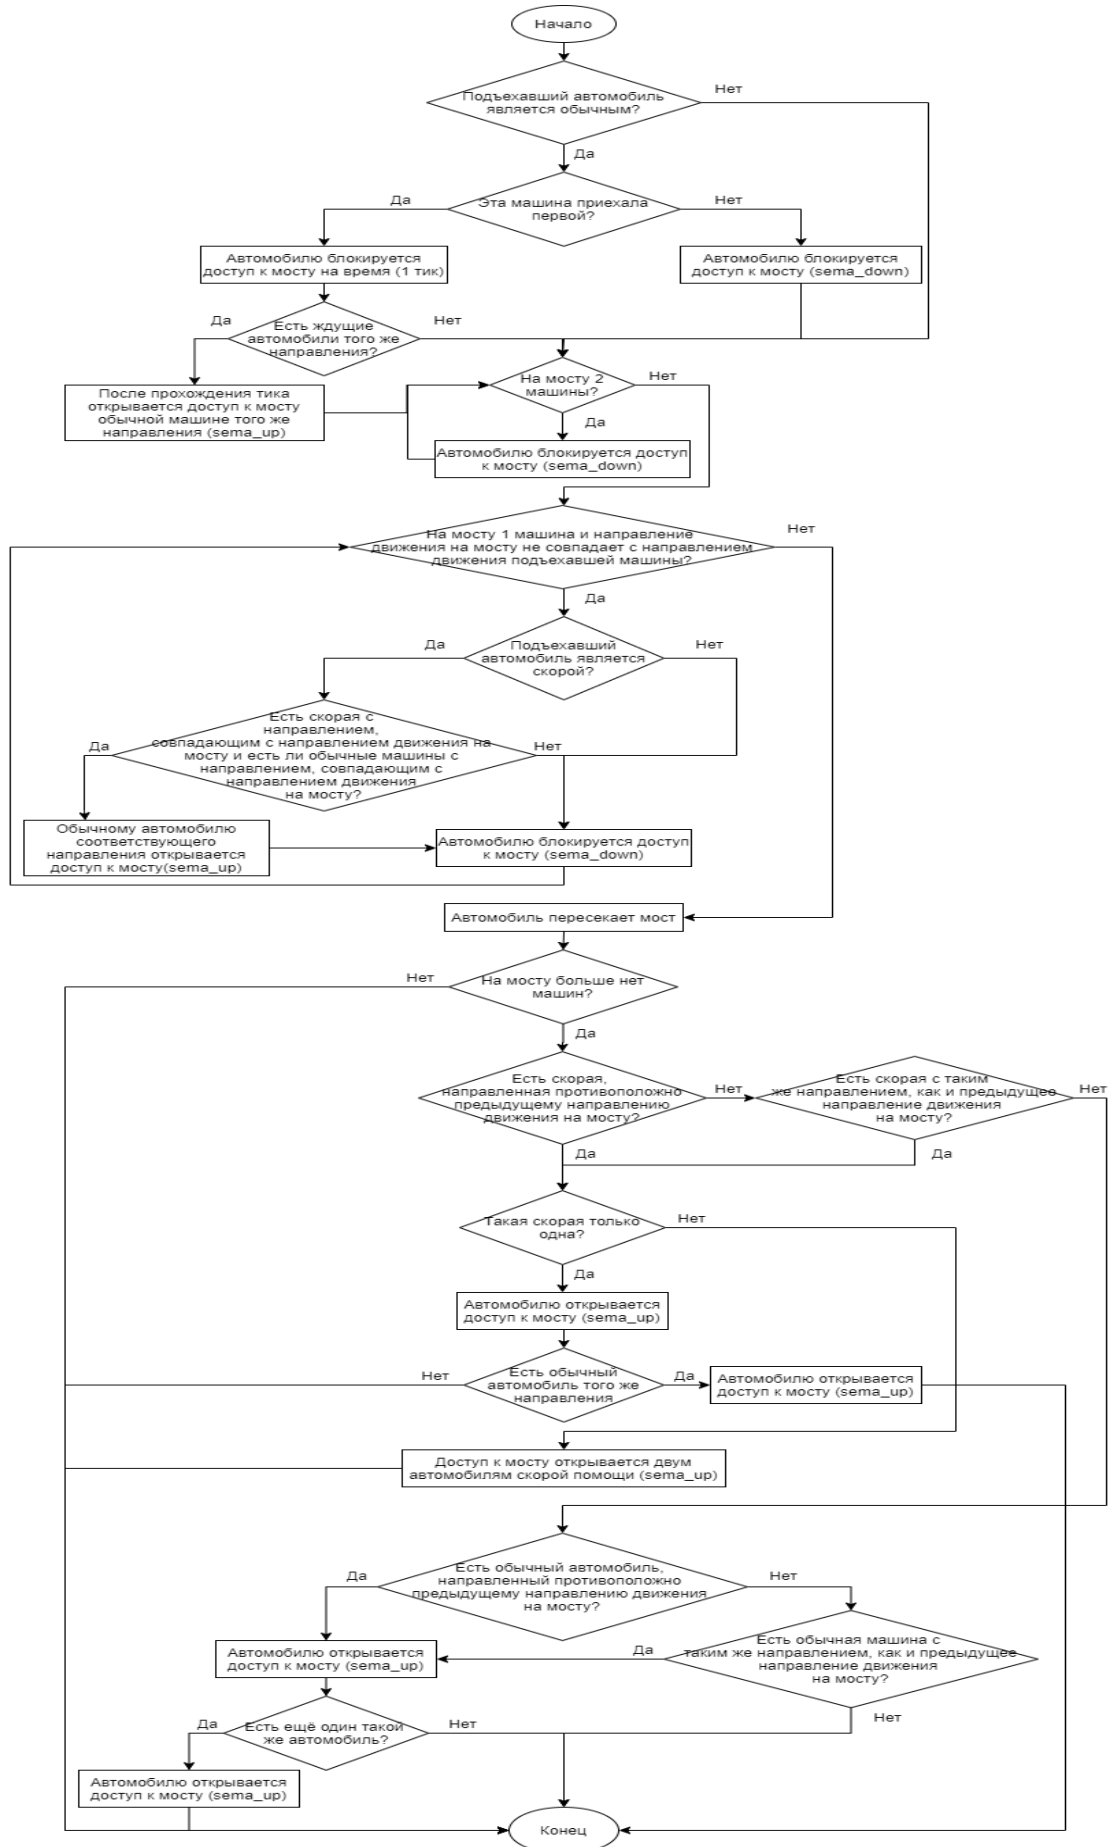 Начало
Подъехавший автомобиль
является обычным?
Нет
Да
Эта машина приехала
первой?
Да
Нет
Автомобилю блокируется
доступ к мосту на время (1 тик)
Автомобилю блокируется
доступ к мосту (sema_down)
Есть ждущие
автомобили того же
направления?
Да
Нет
После прохождения тика
открывается доступ к мосту
обычной машине того же
направления (sema_up)
На мосту 2
машины?
Нет
Да
Автомобилю блокируется доступ
к мосту (sema_down)
На мосту 1 машина и направление
движения на мосту не совпадает с направлением
движения подъехавшей машины?
Нет
Да
Подъехавший
автомобиль является
скорой?
Да
Нет
Есть скорая с
направлением,
совпадающим с направлением движения на
мосту и есть ли обычные машины с
направлением, совпадающим с
направлением движения
на мосту?
Да
Нет
Обычному автомобилю
соответствующего
направления открывается
доступ к мосту(sema_up)
Автомобилю блокируется доступ
к мосту (sema_down)
Автомобиль пересекает мост
На мосту больше нет
машин?
Нет
Да
Есть скорая,
направленная противоположно
предыдущему направлению
движения на мосту?
Нет
Да
Есть скорая с таким
же направлением, как и предыдущее
направление движения
на мосту?
Нет
Да
Такая скорая только
одна?
Нет
Да
Автомобилю открывается
доступ к мосту (sema_up)
Есть обычный
автомобиль того же
направления
Нет
Да
Автомобилю открывается
доступ к мосту (sema_up)
Доступ к мосту открывается двум
автомобилям скорой помощи (sema_up)
Есть обычный автомобиль,
направленный противоположно
предыдущему направлению движения
на мосту?
Да
Нет
Есть обычная машина с
таким же направлением, как и предыдущее
направление движения
на мосту?
Да
Нет
Автомобилю открывается
доступ к мосту (sema_up)
Есть ещё один такой
же автомобиль?
Да
Нет
Автомобилю открывается
доступ к мосту (sema_up)
Конец